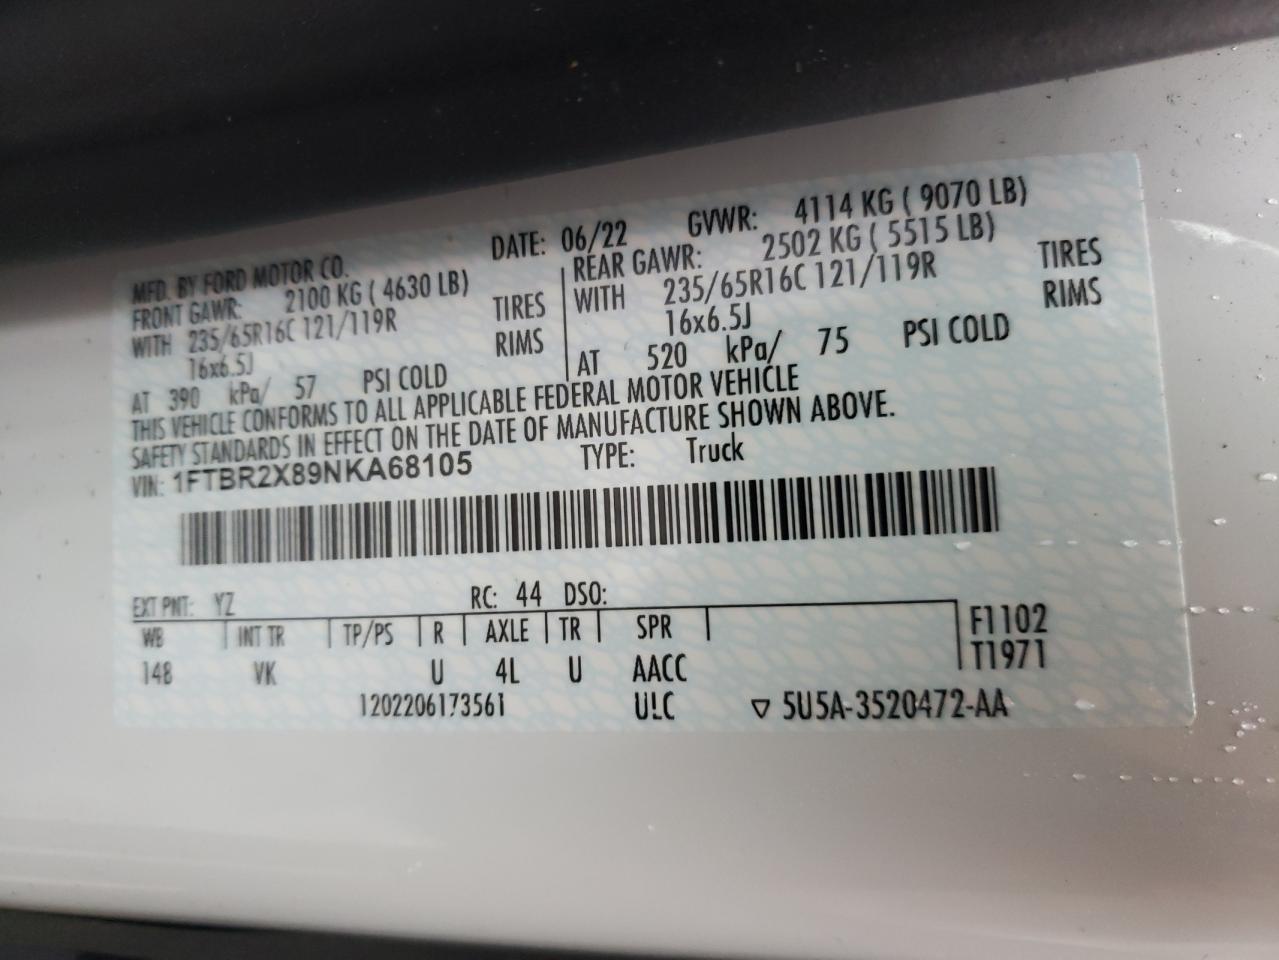 MFD. BY FORD MOTOR CO. DATE: 06/22 GVWR: 4114 KG ( 9070 LB)
FRONT GAWR: 2100 KG ( 4630 LB) REAR GAWR: 2502 KG ( 5515 LB)
WITH 235/65R16C 121/119R TIRES WITH 235/65R16C 121/119R TIRES
16x6.5J RIMS 16x6.5J RIMS
AT 390 kPa/ 57 PSI COLD AT 520 kPa/ 75 PSI COLD
THIS VEHICLE CONFORMS TO ALL APPLICABLE FEDERAL MOTOR VEHICLE
SAFETY STANDARDS IN EFFECT ON THE DATE OF MANUFACTURE SHOWN ABOVE.
VIN: 1FTBR2X89NKA68105 TYPE: Truck
EXT PNT: YZ RC: 44 DSO:
WB INT TR TP/PS R AXLE TR SPR F1102
148 VK U 4L U AACC T1971
1202206173561 ULC ▽ 5U5A-3520472-AA